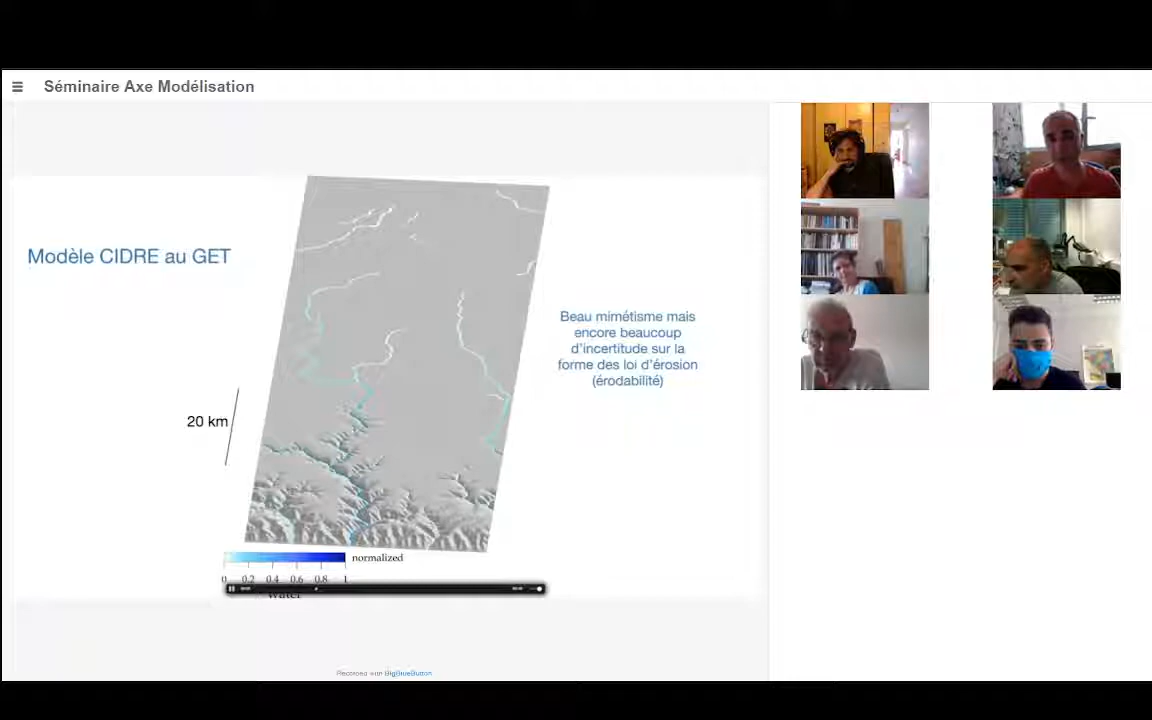 Séminaire Axe Modélisation
Modèle CIDRE au GET
Beau mimétisme mais
encore beaucoup
d'incertitude sur la
forme des loi d'érosion
(érodabilité)
20 km
normalized
0 0.2 0.4 0.6 0.8 1
Water
Recorded with BigBlueButton